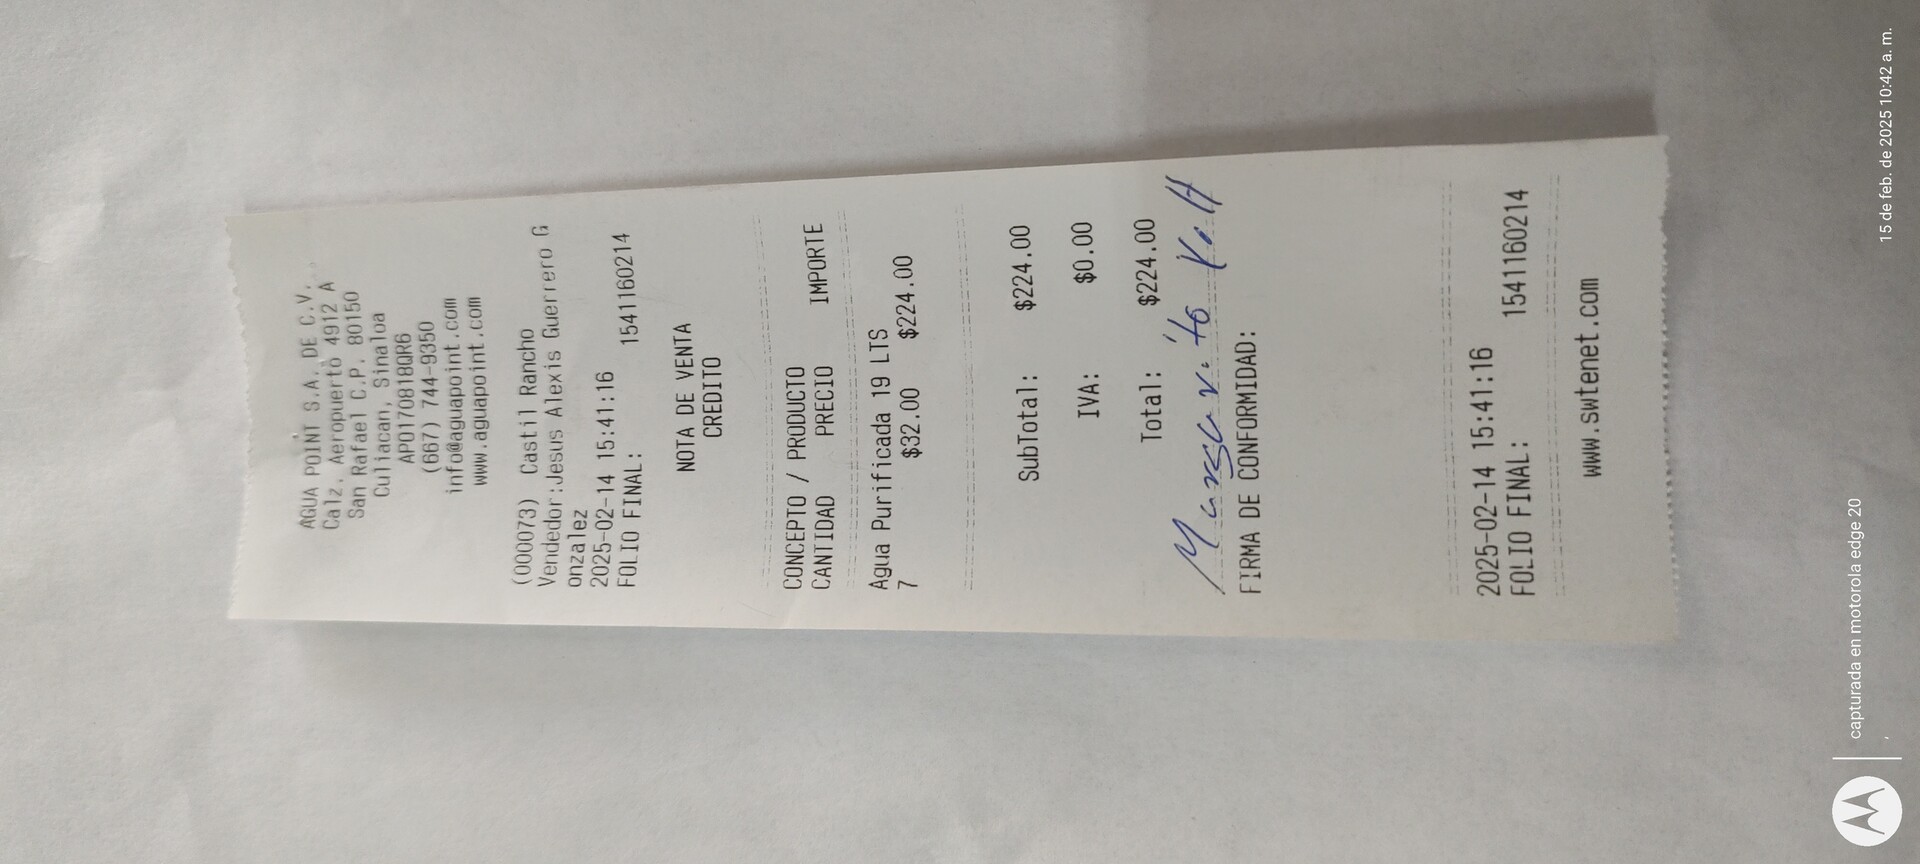 AGUA POINT S.A. DE C.V.
Calz. Aeropuerto 4912 A
San Rafael C.P. 80150
Culiacan, Sinaloa
APO170818QR6
(667) 744-9350
info@aguapoint.com
www.aguapoint.com
(000073) Castil Rancho
Vendedor:Jesus Alexis Guerrero G
onzalez
2025-02-14 15:41:16
FOLIO FINAL: 1541160214
NOTA DE VENTA
CREDITO
CONCEPTO / PRODUCTO
CANTIDAD PRECIO IMPORTE
Agua Purificada 19 LTS
7 $32.00 $224.00
SubTotal: $224.00
IVA: $0.00
Total: $224.00
FIRMA DE CONFORMIDAD:
2025-02-14 15:41:16
FOLIO FINAL: 1541160214
www.swtenet.com
capturada en motorola edge 20
15 de feb. de 2025 10:42 a. m.